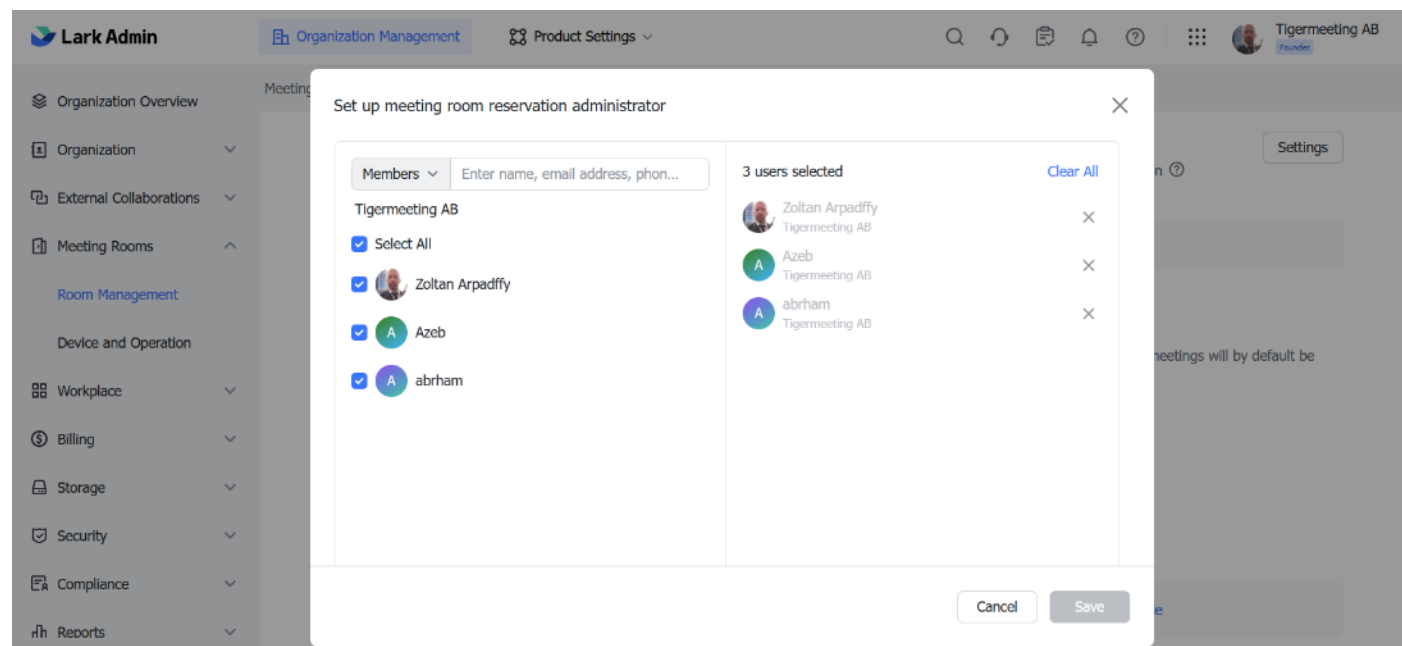 Lark Admin
Organization Management
Product Settings
Tigermeeting AB
Founder
Organization Overview
Organization
External Collaborations
Meeting Rooms
Room Management
Device and Operation
Workplace
Billing
Storage
Security
Compliance
Reports
Meeting
Set up meeting room reservation administrator
Members
Enter name, email address, phon...
Tigermeeting AB
Select All
Zoltan Arpadffy
A
Azeb
A
abrham
3 users selected
Clear All
Zoltan Arpadffy
Tigermeeting AB
A
Azeb
Tigermeeting AB
A
abrham
Tigermeeting AB
Cancel
Save
Settings
n
neetings will by default be
e